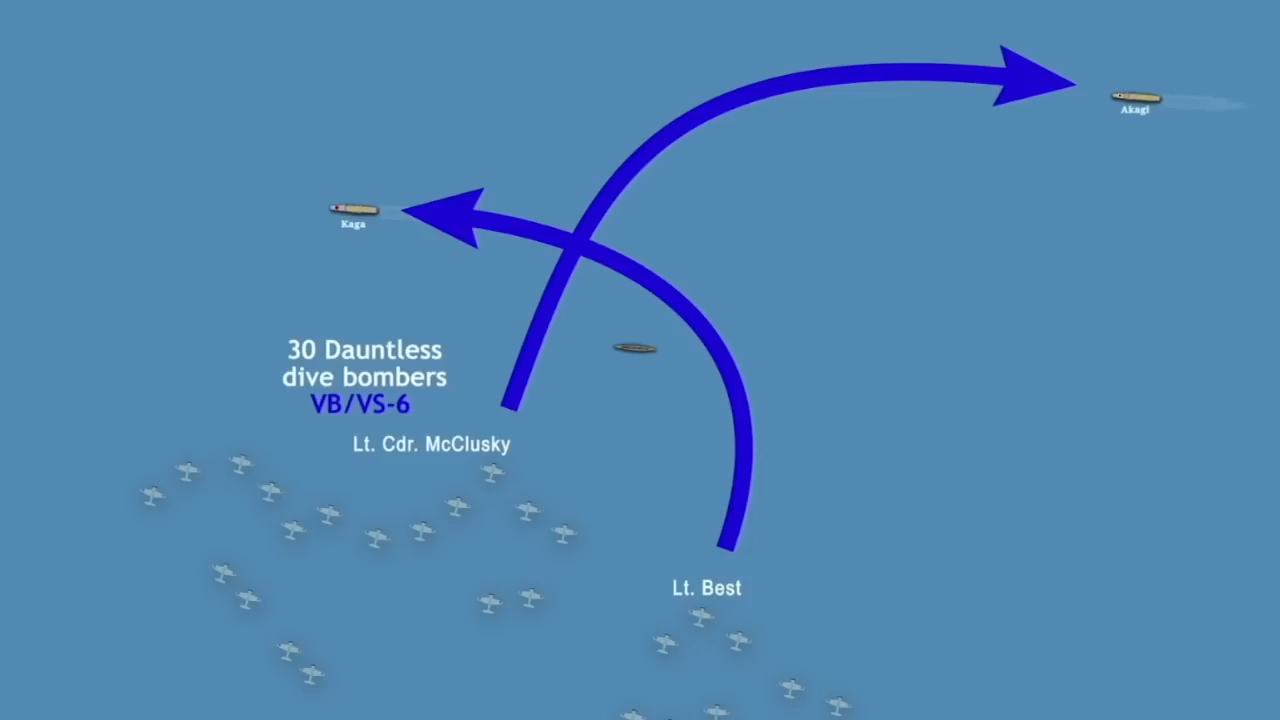 Akagi
Kaga
30 Dauntless
dive bombers
VB/VS-6
Lt. Cdr. McClusky
Lt. Best